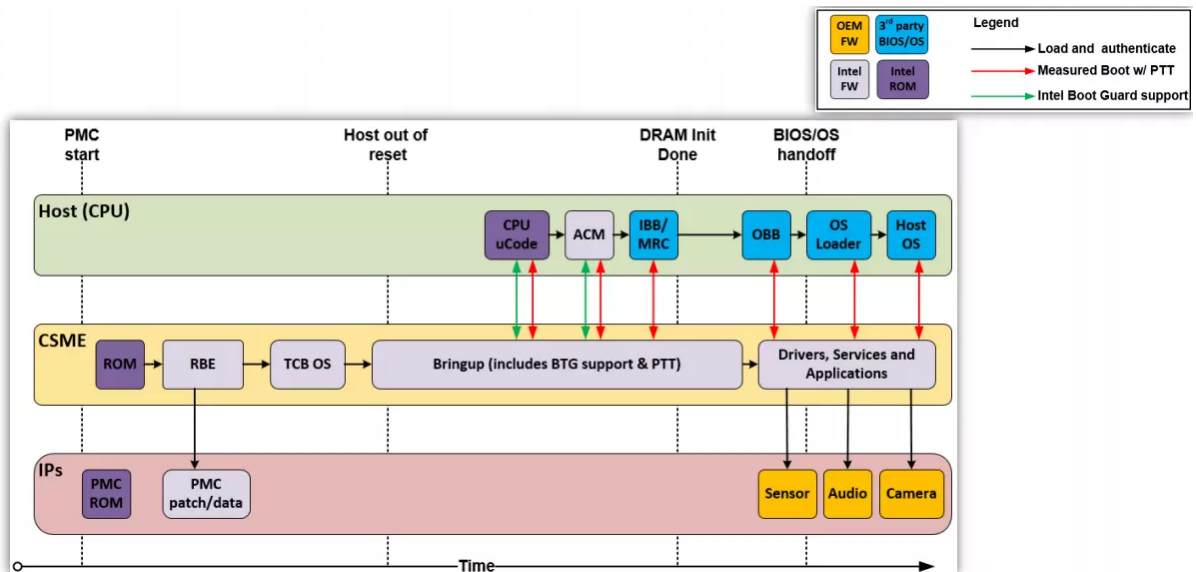 OEM
FW
3rd party
BIOS/OS
Legend
Intel
FW
Intel
ROM
Load and authenticate
Measured Boot w/ PTT
Intel Boot Guard support
PMC
start
Host out of
reset
DRAM Init
Done
BIOS/OS
handoff
Host (CPU)
CPU
uCode
ACM
IBB/
MRC
OBB
OS
Loader
Host
OS
CSME
ROM
RBE
TCB OS
Bringup (includes BTG support & PTT)
Drivers, Services and
Applications
IPs
PMC
ROM
PMC
patch/data
Sensor
Audio
Camera
Time